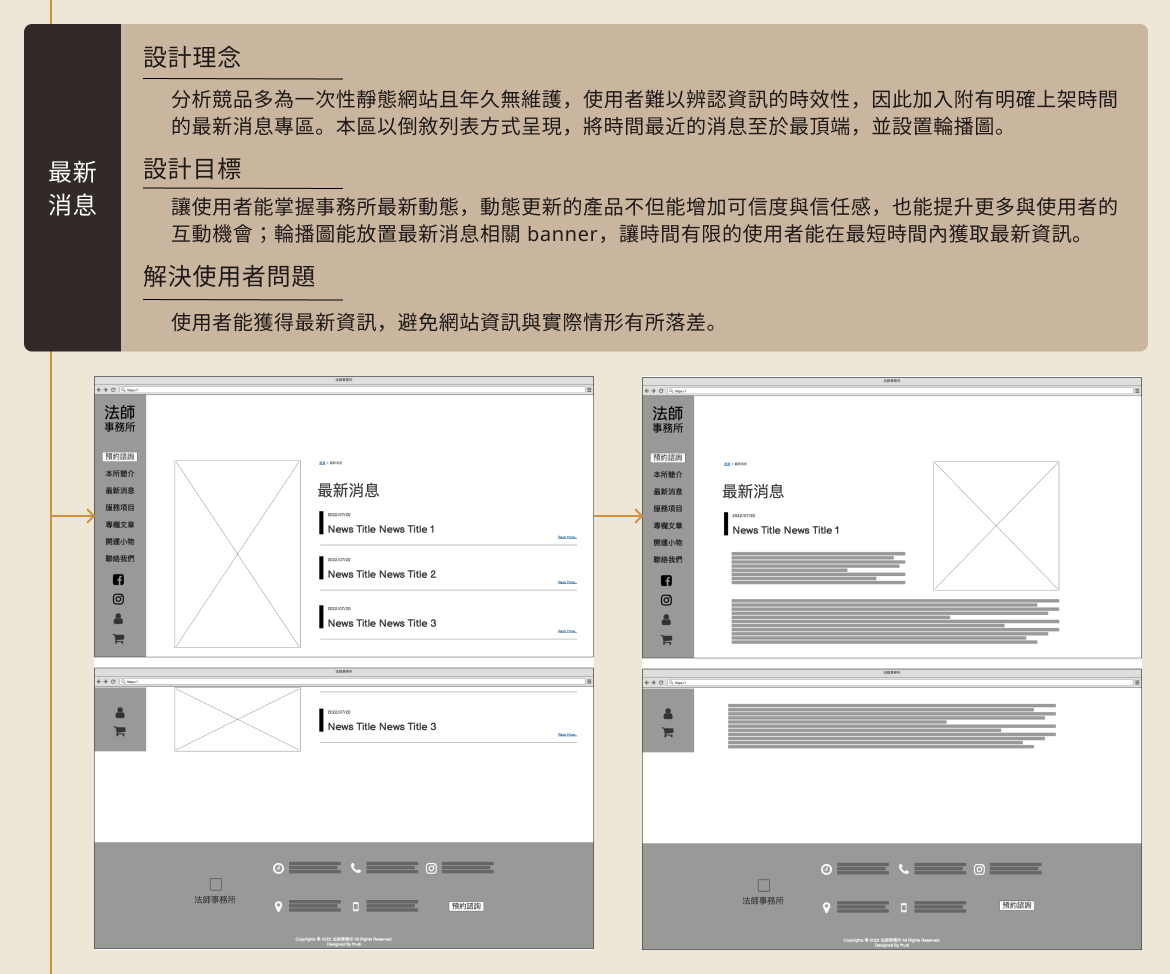 最新
消息
設計理念
分析競品多為一次性靜態網站且年久無維護，使用者難以辨認資訊的時效性，因此加入附有明確上架時間
的最新消息專區。本區以倒敘列表方式呈現，將時間最近的消息至於最頂端，並設置輪播圖。
設計目標
讓使用者能掌握事務所最新動態，動態更新的產品不但能增加可信度與信任感，也能提升更多與使用者的
互動機會；輪播圖能放置最新消息相關 banner，讓時間有限的使用者能在最短時間內獲取最新資訊。
解決使用者問題
使用者能獲得最新資訊，避免網站資訊與實際情形有所落差。
法師事務所
https://
法師
事務所
預約諮詢
本所簡介
最新消息
服務項目
專欄文章
開運小物
聯絡我們
首頁 > 最新消息
最新消息
2022/07/20
News Title News Title 1
Read More...
2022/07/20
News Title News Title 2
Read More...
2022/07/20
News Title News Title 3
Read More...
法師事務所
https://
2022/07/20
News Title News Title 3
Read More...
法師事務所
預約諮詢
Copyrights © 2022 法師事務所 All Rights Reserved.
Designed By Mudi
法師事務所
https://
法師
事務所
預約諮詢
本所簡介
最新消息
服務項目
專欄文章
開運小物
聯絡我們
首頁 > 最新消息
最新消息
2022/07/20
News Title News Title 1
法師事務所
https://
法師事務所
預約諮詢
Copyrights © 2022 法師事務所 All Rights Reserved.
Designed By Mudi